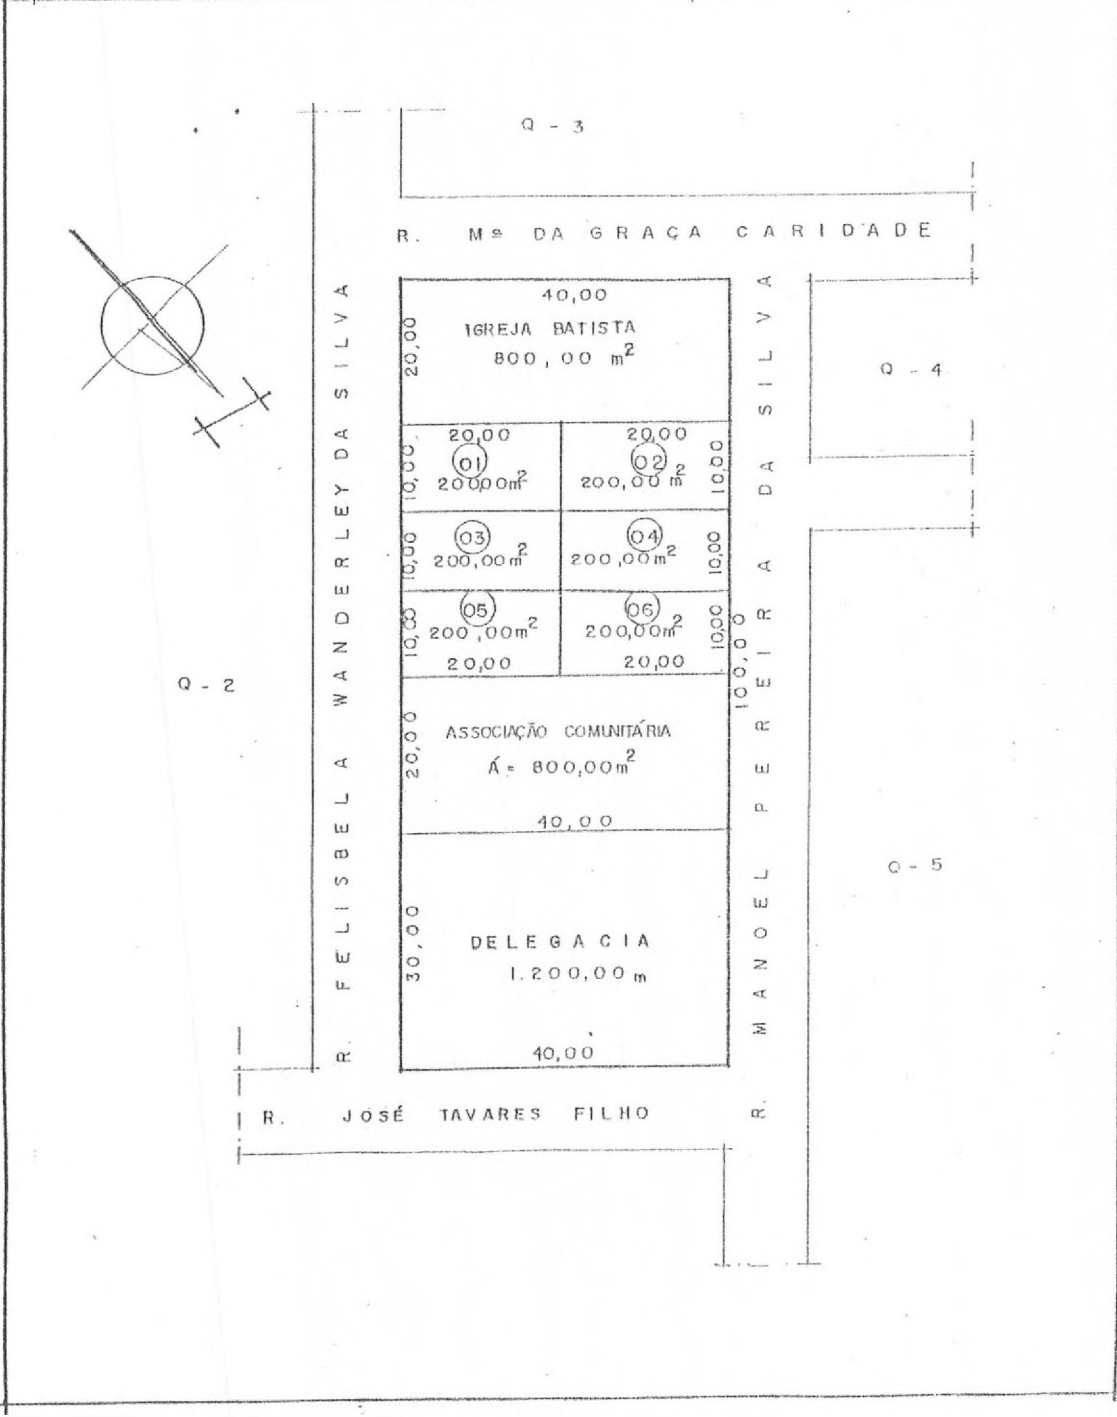 Q - 3
R. Mª DA GRAÇA CARIDADE
R. FELISBELA WANDERLEY DA SILVA
R. MANOEL PEREIRA DA SILVA
40,00
20,00
IGREJA BATISTA
800,00 m²
Q - 4
20,00
20,00
01
02
10,00
200,00m²
200,00 m²
10,00
03
04
10,00
200,00m²
200,00m²
10,00
05
06
10,00
200,00m²
200,00m²
10,00
20,00
20,00
100,00
Q - 2
20,00
ASSOCIAÇÃO COMUNITÁRIA
Á = 800,00m²
40,00
Q - 5
30,00
DELEGACIA
1.200,00 m
40,00
R. JOSÉ TAVARES FILHO